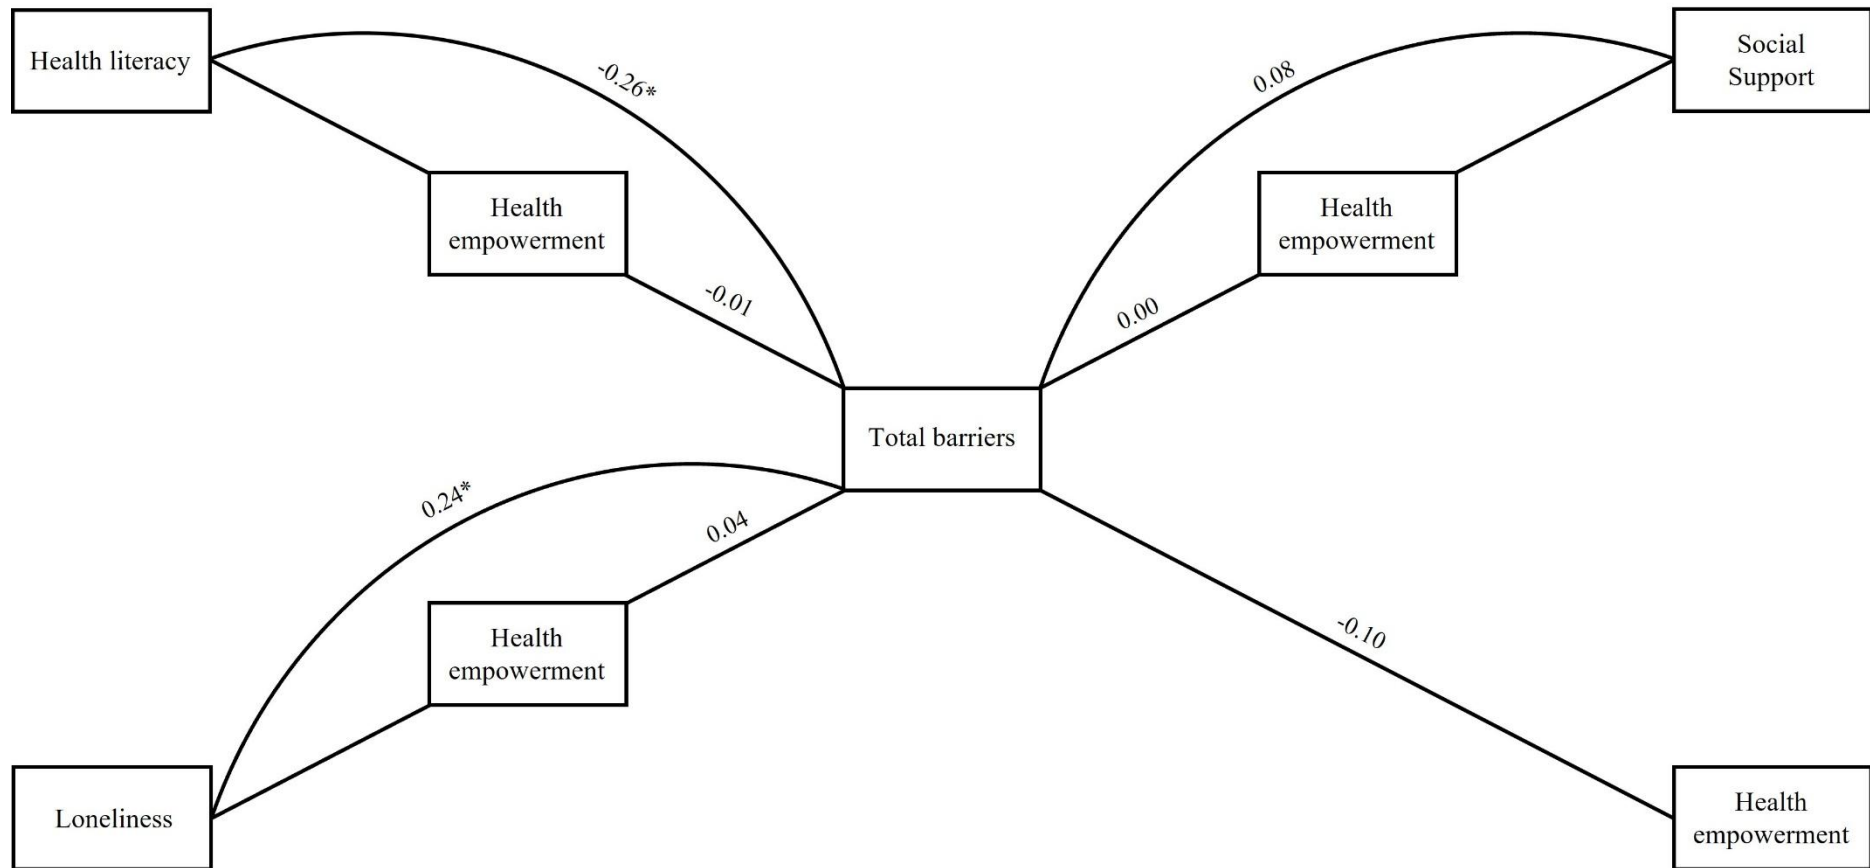 Health literacy
-0.26*
0.08
Social
Support
Health
empowerment
Health
empowerment
-0.01
0.00
Total barriers
0.24*
0.04
Health
empowerment
-0.10
Loneliness
Health
empowerment